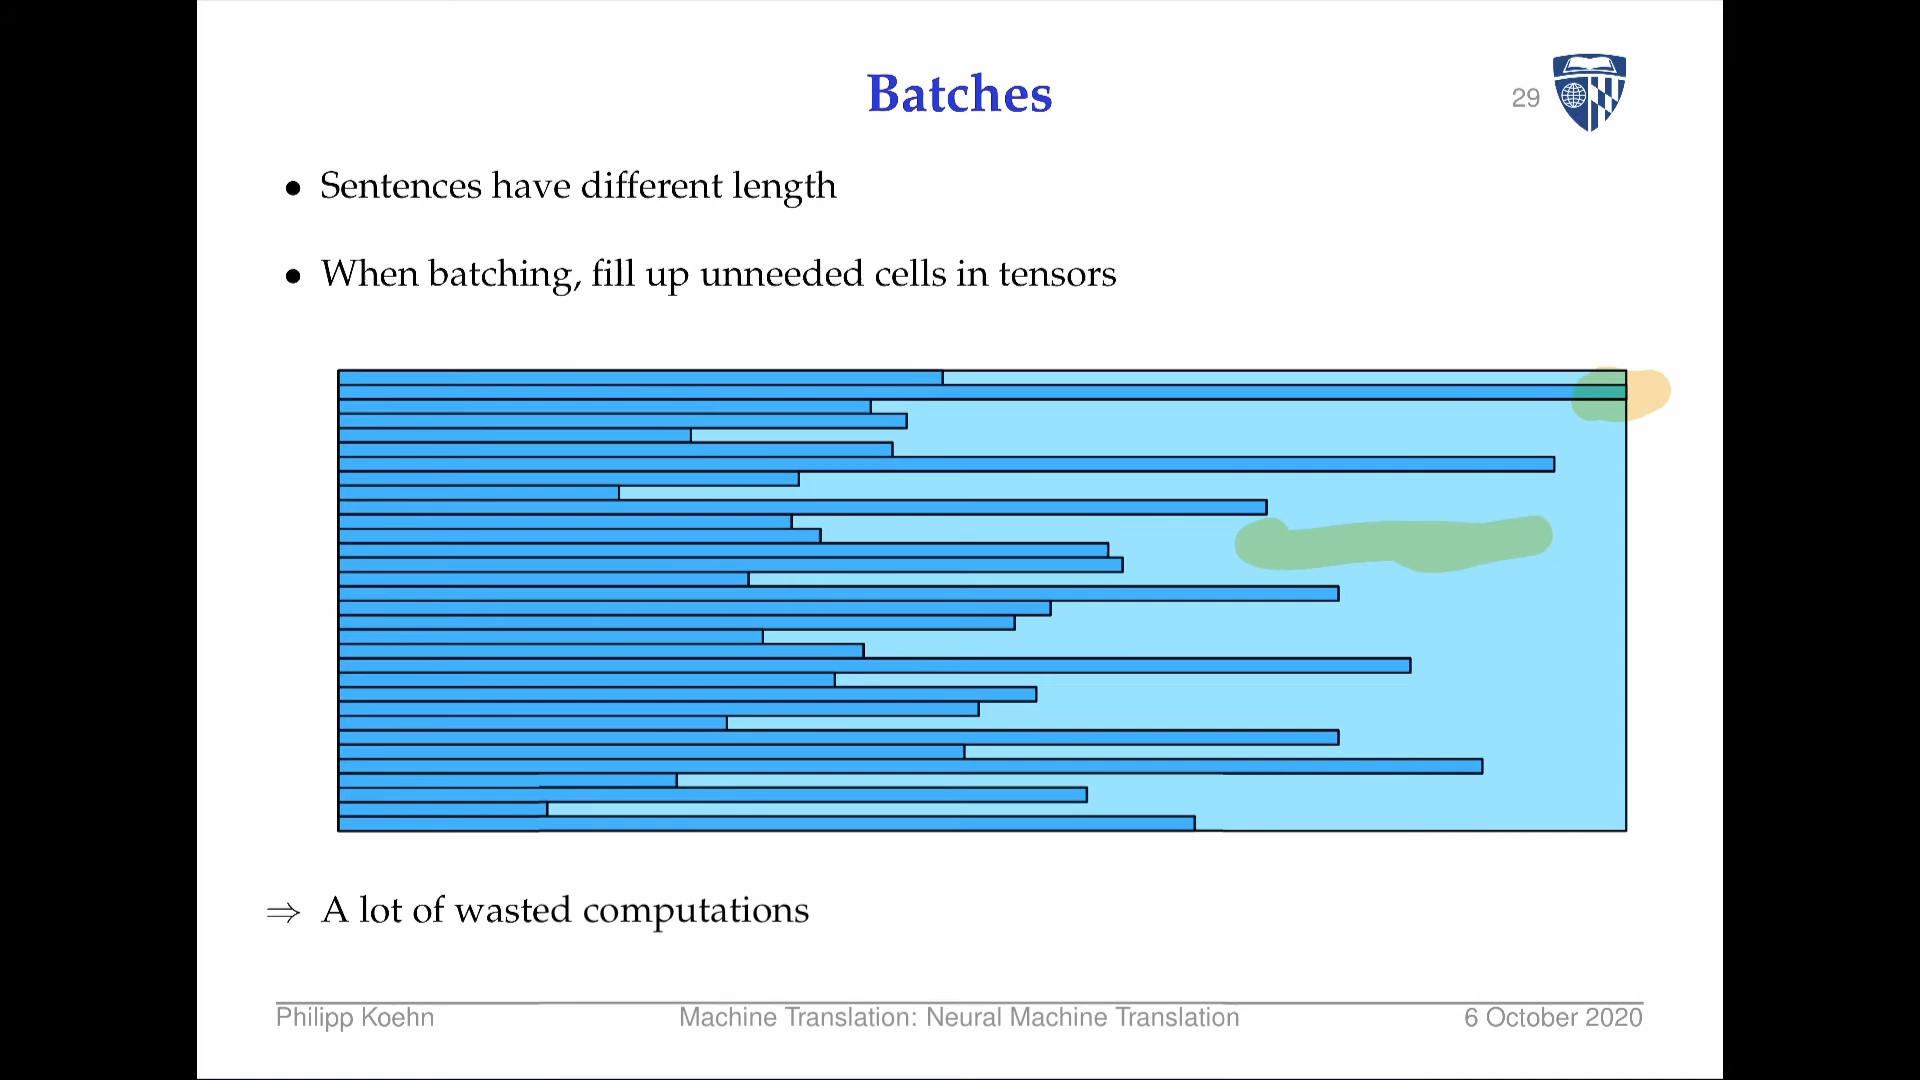 Batches
29
• Sentences have different length
• When batching, fill up unneeded cells in tensors
⇒ A lot of wasted computations
Philipp Koehn
Machine Translation: Neural Machine Translation
6 October 2020